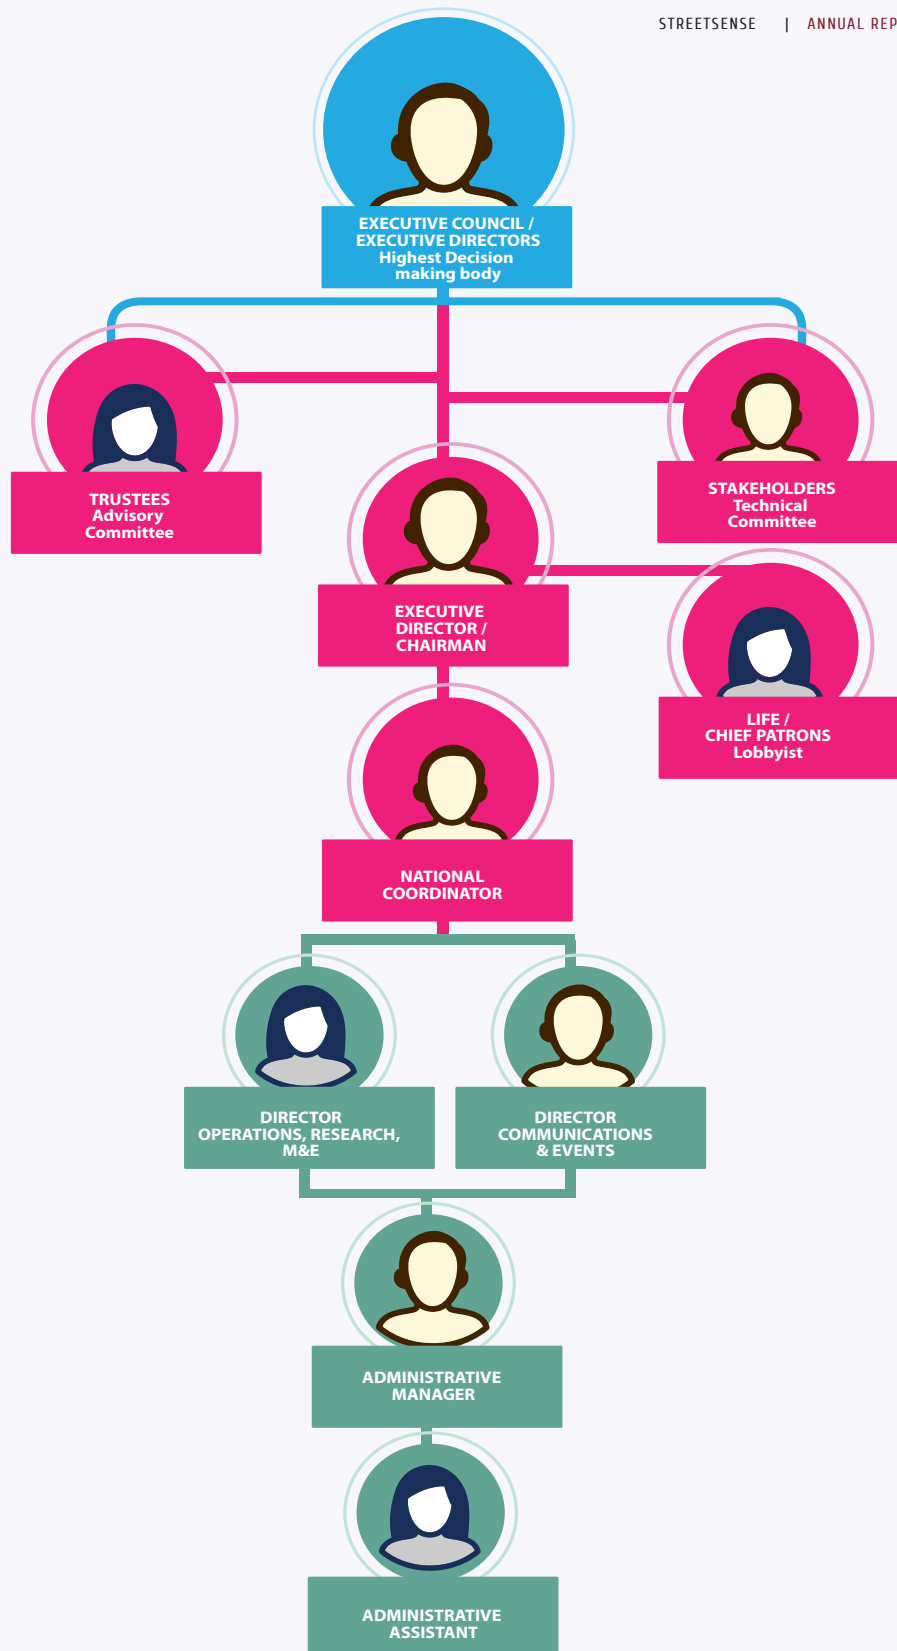 STREETSENSE | ANNUAL REP
EXECUTIVE COUNCIL /
EXECUTIVE DIRECTORS
Highest Decision
making body
TRUSTEES
Advisory
Committee
STAKEHOLDERS
Technical
Committee
EXECUTIVE
DIRECTOR /
CHAIRMAN
LIFE /
CHIEF PATRONS
Lobbyist
NATIONAL
COORDINATOR
DIRECTOR
OPERATIONS, RESEARCH,
M&E
DIRECTOR
COMMUNICATIONS
& EVENTS
ADMINISTRATIVE
MANAGER
ADMINISTRATIVE
ASSISTANT